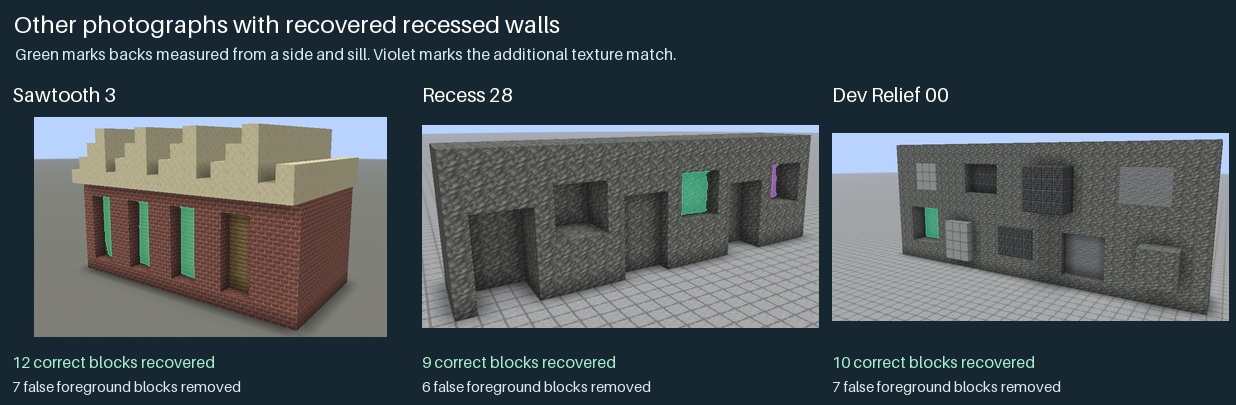 Other photographs with recovered recessed walls
Green marks backs measured from a side and sill. Violet marks the additional texture match.
Sawtooth 3
Recess 28
Dev Relief 00
12 correct blocks recovered
9 correct blocks recovered
10 correct blocks recovered
7 false foreground blocks removed
6 false foreground blocks removed
7 false foreground blocks removed